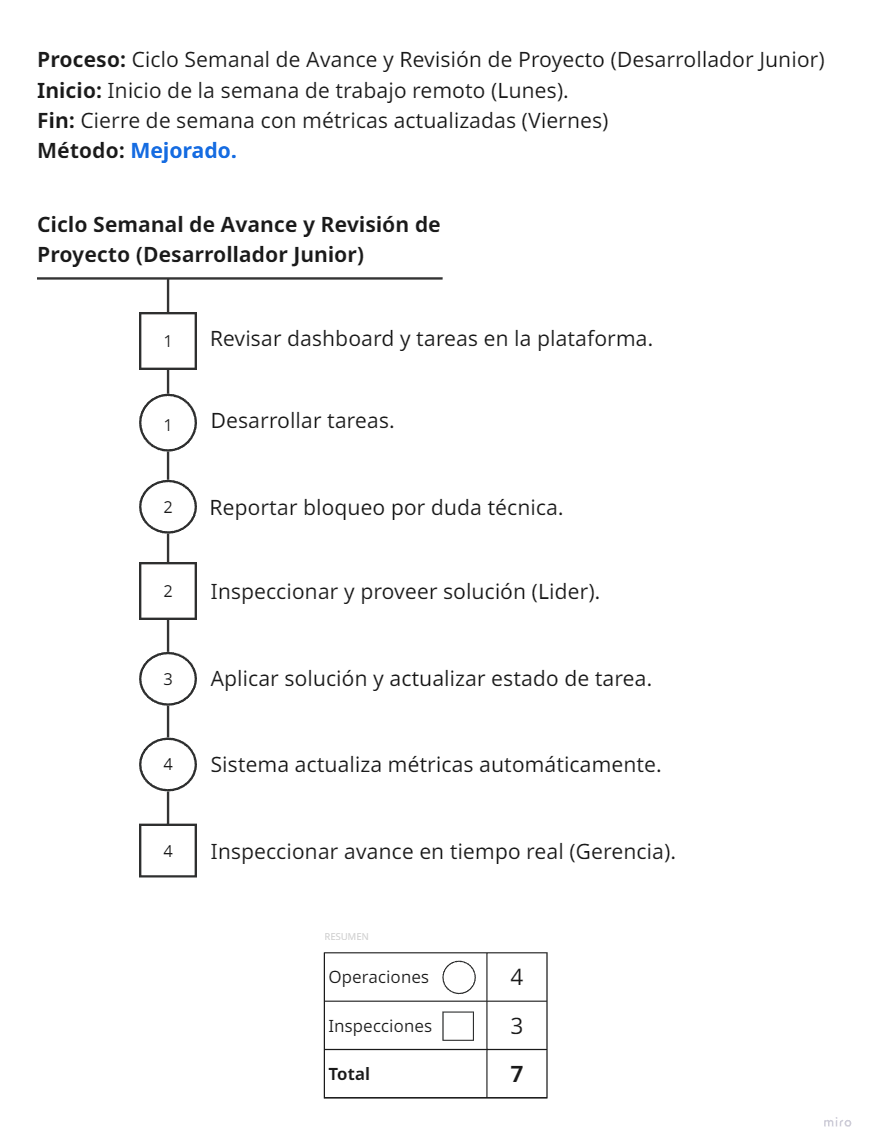 Proceso: Ciclo Semanal de Avance y Revisión de Proyecto (Desarrollador Junior)
Inicio: Inicio de la semana de trabajo remoto (Lunes).
Fin: Cierre de semana con métricas actualizadas (Viernes)
Método: Mejorado.
Ciclo Semanal de Avance y Revisión de
Proyecto (Desarrollador Junior)
1 Revisar dashboard y tareas en la plataforma.
1 Desarrollar tareas.
2 Reportar bloqueo por duda técnica.
2 Inspeccionar y proveer solución (Lider).
3 Aplicar solución y actualizar estado de tarea.
4 Sistema actualiza métricas automáticamente.
4 Inspeccionar avance en tiempo real (Gerencia).
RESUMEN
Operaciones 4
Inspecciones 3
Total 7
miro